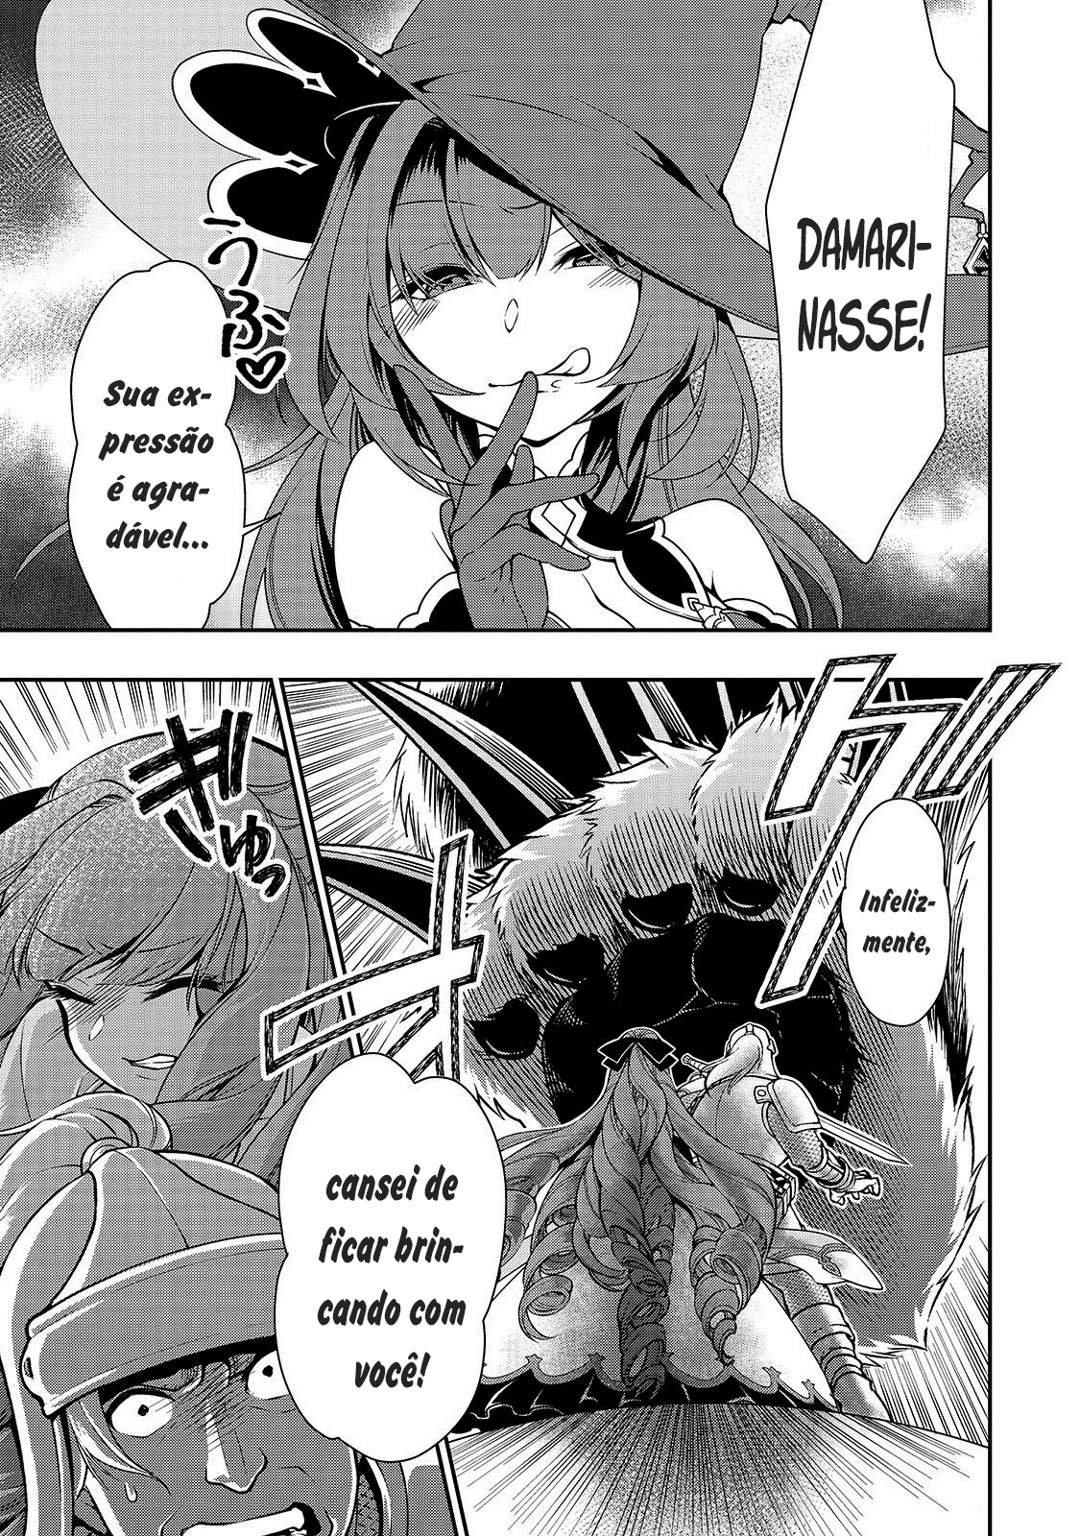 DAMARI-
NASSE!
うふ♡
Sua ex-
pressão
é agra-
dável...
Infeliz-
mente,
ギゅっ
cansei de
ficar brin-
cando com
você!